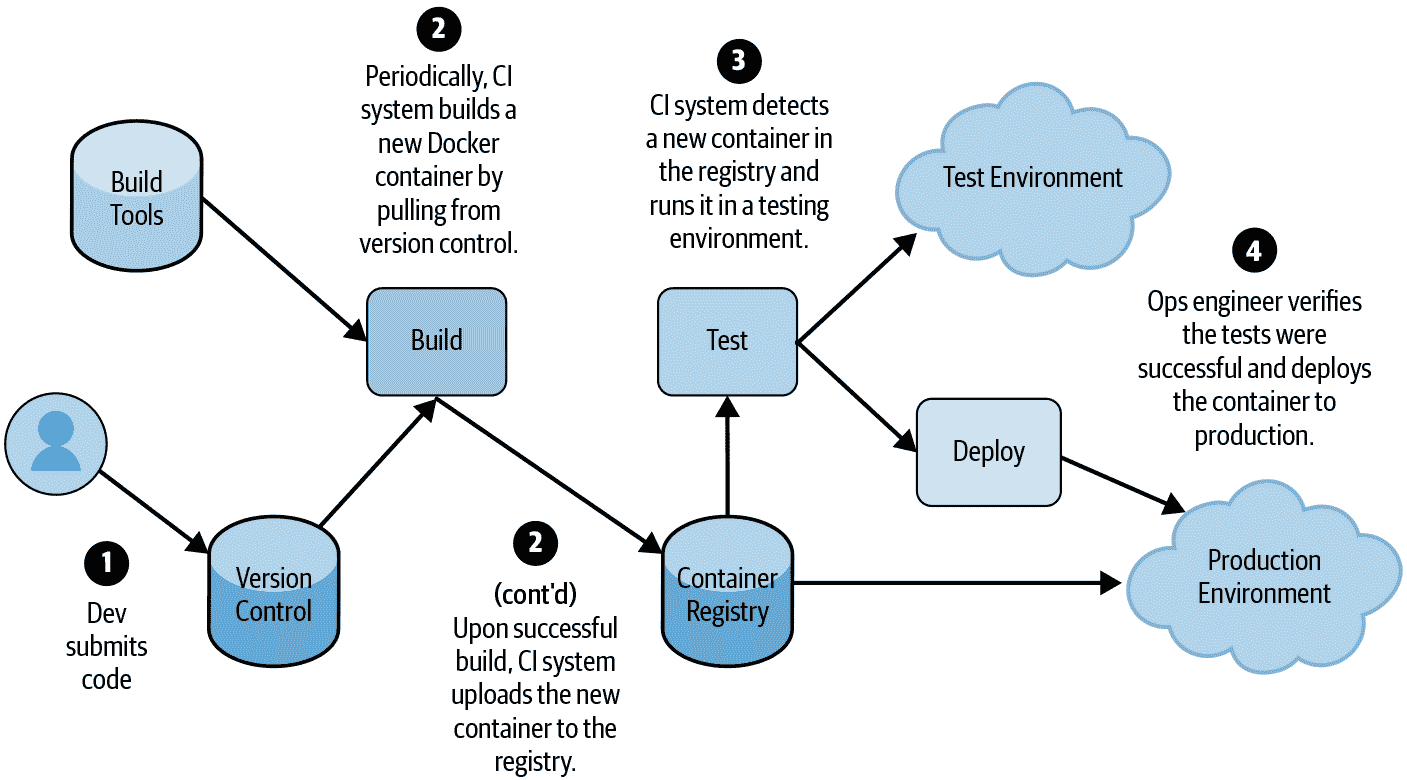 2
Periodically, CI
system builds a
new Docker
container by
pulling from
version control.
3
CI system detects
a new container in
the registry and
runs it in a testing
environment.
Build
Tools
Test Environment
4
Ops engineer verifies
the tests were
successful and deploys
the container to
production.
Build
Test
Deploy
1
Dev
submits
code
Version
Control
2
(cont'd)
Upon successful
build, CI system
uploads the new
container to the
registry.
Container
Registry
Production
Environment